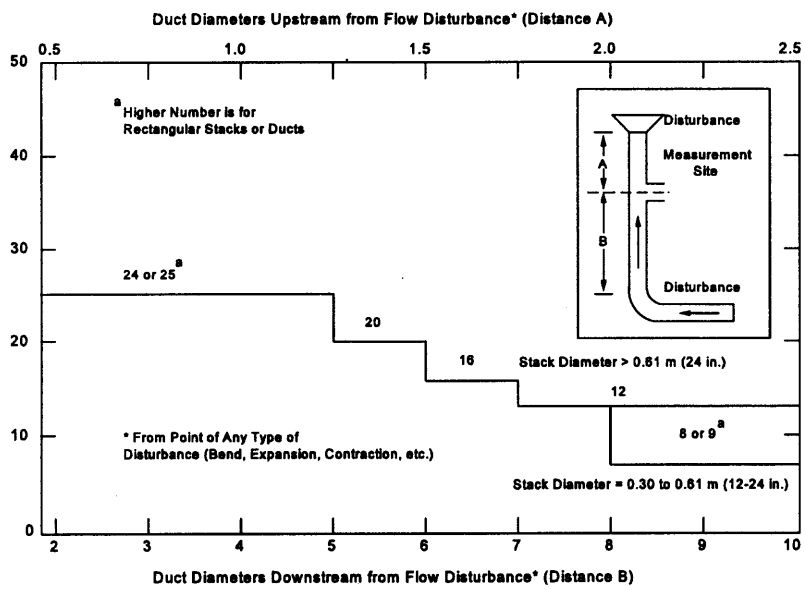 Duct Diameters Upstream from Flow Disturbance* (Distance A)
0.5 1.0 1.5 2.0 2.5
50
a Higher Number is for
Rectangular Stacks or Ducts
40
30
24 or 25 a
20
20
16
Stack Diameter > 0.61 m (24 in.)
12
10
* From Point of Any Type of
Disturbance (Bend, Expansion, Contraction, etc.)
8 or 9 a
Stack Diameter = 0.30 to 0.61 m (12-24 in.)
0
2 3 4 5 6 7 8 9 10
Duct Diameters Downstream from Flow Disturbance* (Distance B)
Disturbance
A
Measurement
Site
B
Disturbance